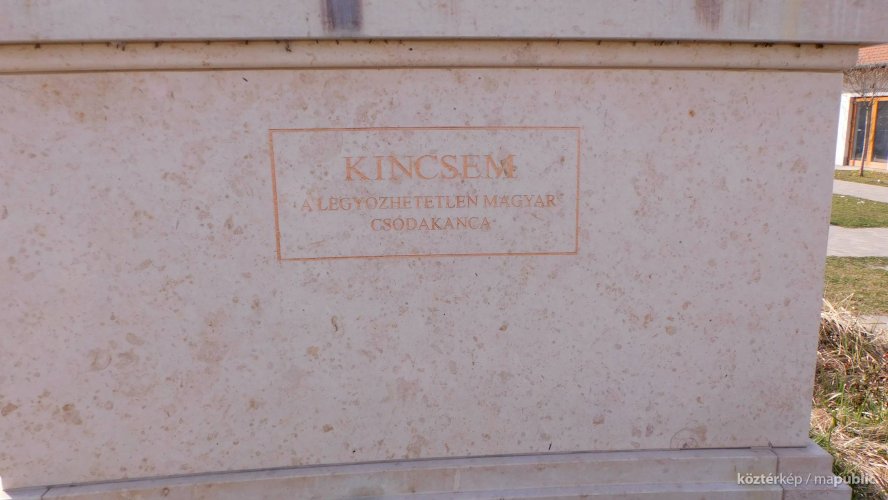 KINCSEM
A LEGYŐZHETETLEN MAGYAR
CSODAKANCA
köztérkép / mapublic